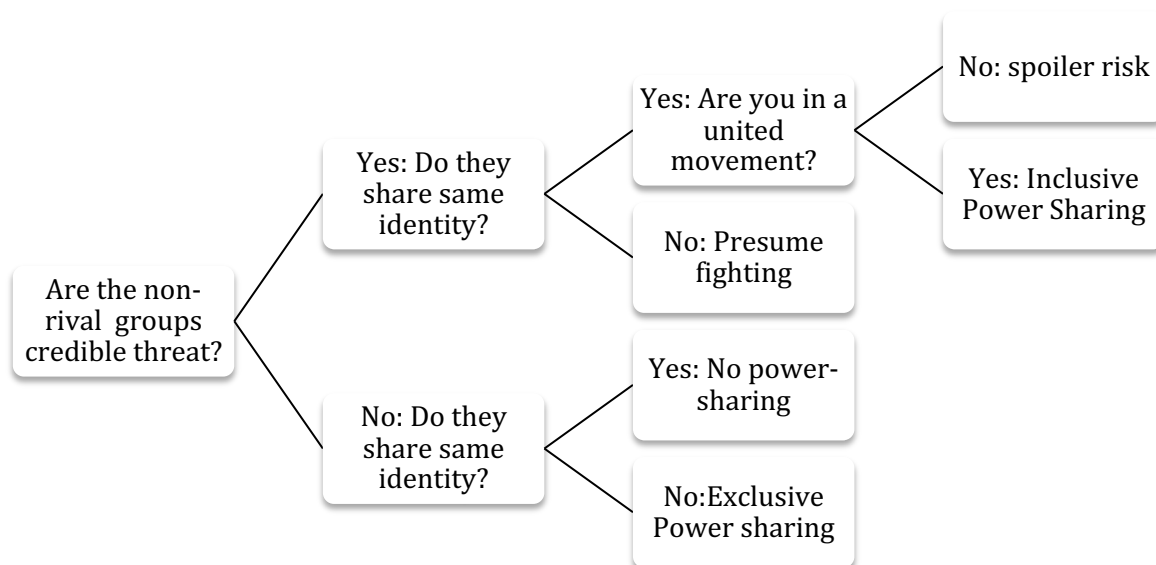 Are the non-
rival groups
credible threat?
Yes: Do they
share same
identity?
Yes: Are you in a
united
movement?
No: spoiler risk
Yes: Inclusive
Power Sharing
No: Presume
fighting
No: Do they
share same
identity?
Yes: No power-
sharing
No:Exclusive
Power sharing